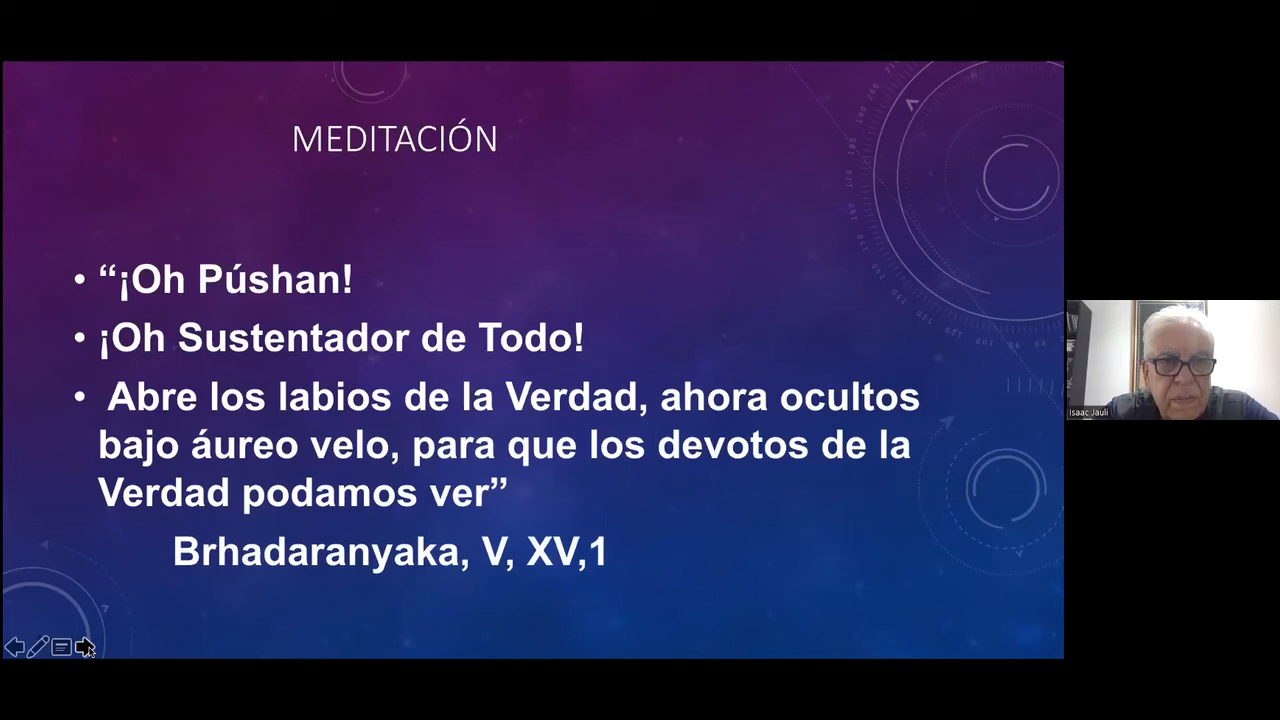 MEDITACIÓN
• “¡Oh Púshan!
• ¡Oh Sustentador de Todo!
• Abre los labios de la Verdad, ahora ocultos
bajo áureo velo, para que los devotos de la
Verdad podamos ver”
Brhadaranyaka, V, XV,1
Isaac Jauli